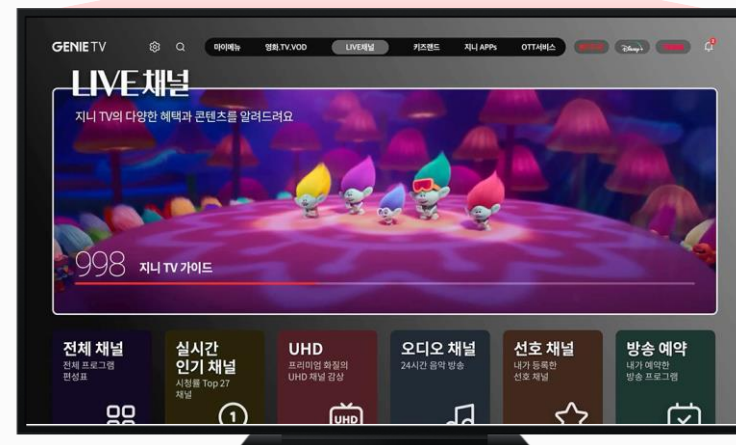 GENIE TV
마이메뉴
영화.TV.VOD
LIVE채널
키즈랜드
지니 APPs
OTT서비스
Disney+
LIVE 채널
지니 TV의 다양한 혜택과 콘텐츠를 알려드려요
998 지니 TV 가이드
전체 채널
전체 프로그램
편성표
실시간
인기 채널
시청률 Top 27
채널
1
UHD
프리미엄 화질의
UHD 채널 감상
UHD
오디오 채널
24시간 음악 방송
선호 채널
내가 등록한
선호 채널
방송 예약
내가 예약한
방송 프로그램